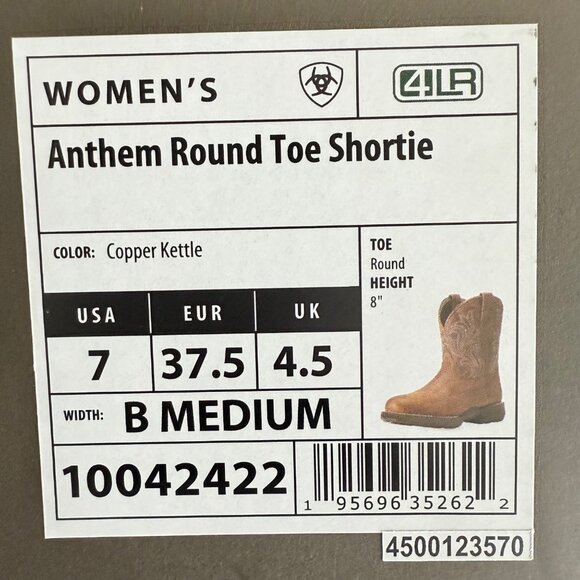 WOMEN'S
4LR
Anthem Round Toe Shortie
COLOR: Copper Kettle
TOE
Round
HEIGHT
8"
USA EUR UK
7 37.5 4.5
WIDTH: B MEDIUM
10042422
1 95696 35262 2
4500123570